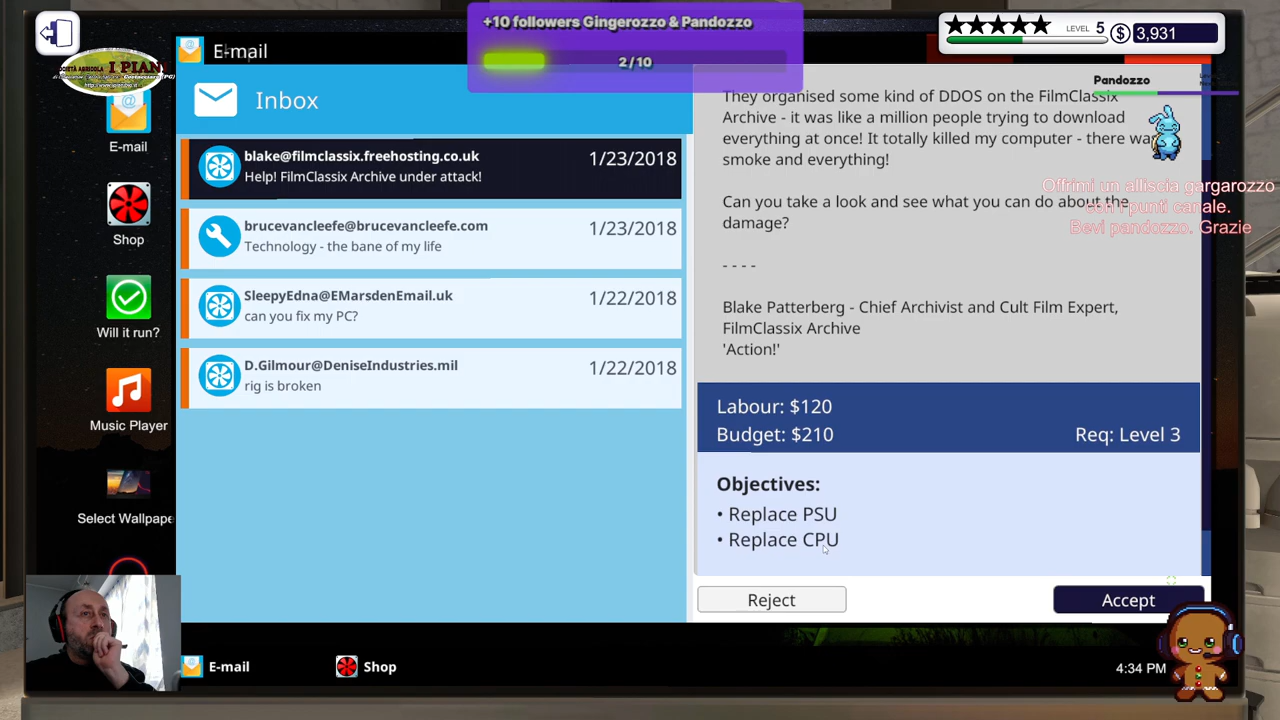 +10 followers Gingerozzo & Pandozzo
2/10
LEVEL 5
$ 3,931
E-mail
SOCIETÀ AGRICOLA I PIANI
E-mail
Shop
Will it run?
Music Player
Select Wallpape
Inbox
blake@filmclassix.freehosting.co.uk
1/23/2018
Help! FilmClassix Archive under attack!
brucevancleefe@brucevancleefe.com
1/23/2018
Technology - the bane of my life
SleepyEdna@EMarsdenEmail.uk
1/22/2018
can you fix my PC?
D.Gilmour@DeniseIndustries.mil
1/22/2018
rig is broken
Pandozzo
They organised some kind of DDOS on the FilmClassix
Archive - it was like a million people trying to download
everything at once! It totally killed my computer - there wa
smoke and everything!
Can you take a look and see what you can do about the
damage?
- - - -
Blake Patterberg - Chief Archivist and Cult Film Expert,
FilmClassix Archive
'Action!'
Offrimi un alliscia gargarozzo
con i punti canale.
Bevi pandozzo. Grazie
Labour: $120
Budget: $210
Req: Level 3
Objectives:
• Replace PSU
• Replace CPU
Reject
Accept
E-mail
Shop
4:34 PM